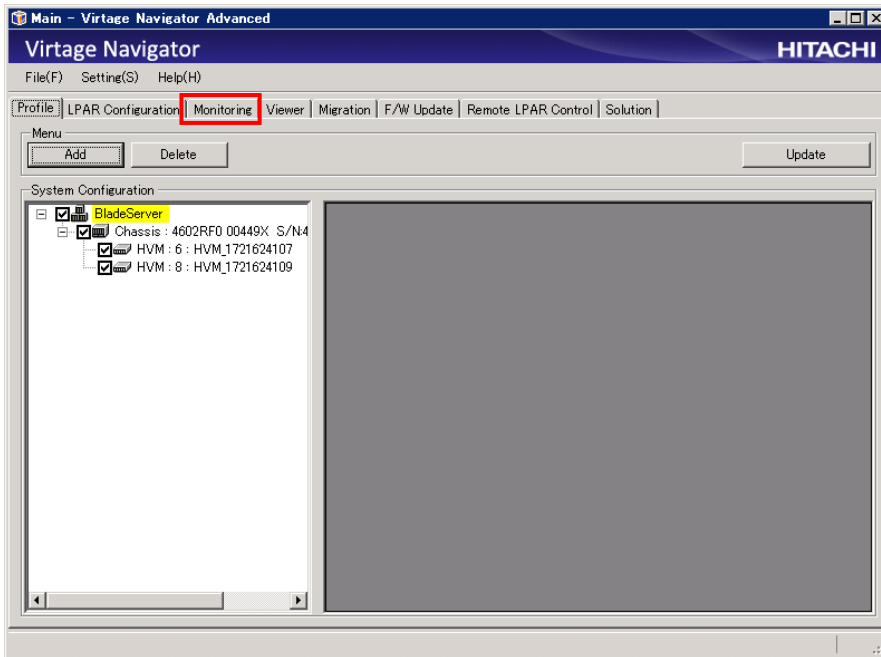 Main - Virtage Navigator Advanced
Virtage Navigator
HITACHI
File(F) Setting(S) Help(H)
Profile LPAR Configuration Monitoring Viewer Migration F/W Update Remote LPAR Control Solution
Menu
Add Delete Update
System Configuration
BladeServer
Chassis : 4602RF0 00449X S/N:4
HVM : 6 : HVM_1721624107
HVM : 8 : HVM_1721624109